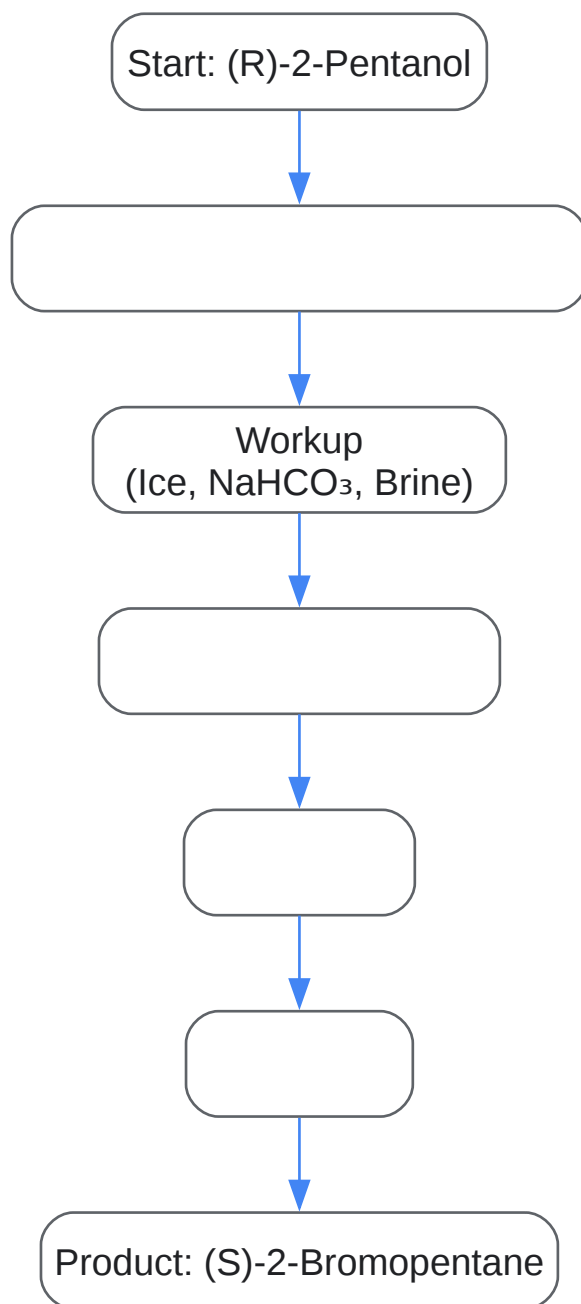 Start: (R)-2-Pentanol
Workup
(Ice, NaHCO₃, Brine)
Product: (S)-2-Bromopentane